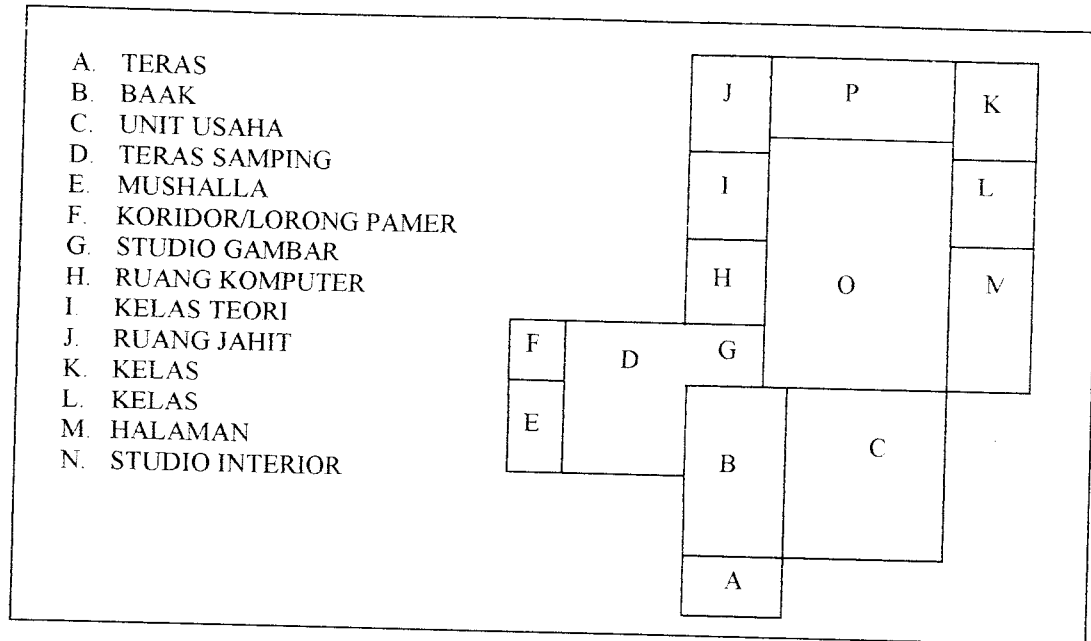 A. TERAS
B. BAAK
C. UNIT USAHA
D. TERAS SAMPING
E. MUSHALLA
F. KORIDOR/LORONG PAMER
G. STUDIO GAMBAR
H. RUANG KOMPUTER
I. KELAS TEORI
J. RUANG JAHIT
K. KELAS
L. KELAS
M. HALAMAN
N. STUDIO INTERIOR
J P K
I L
H O N
F D G
E
B C
A